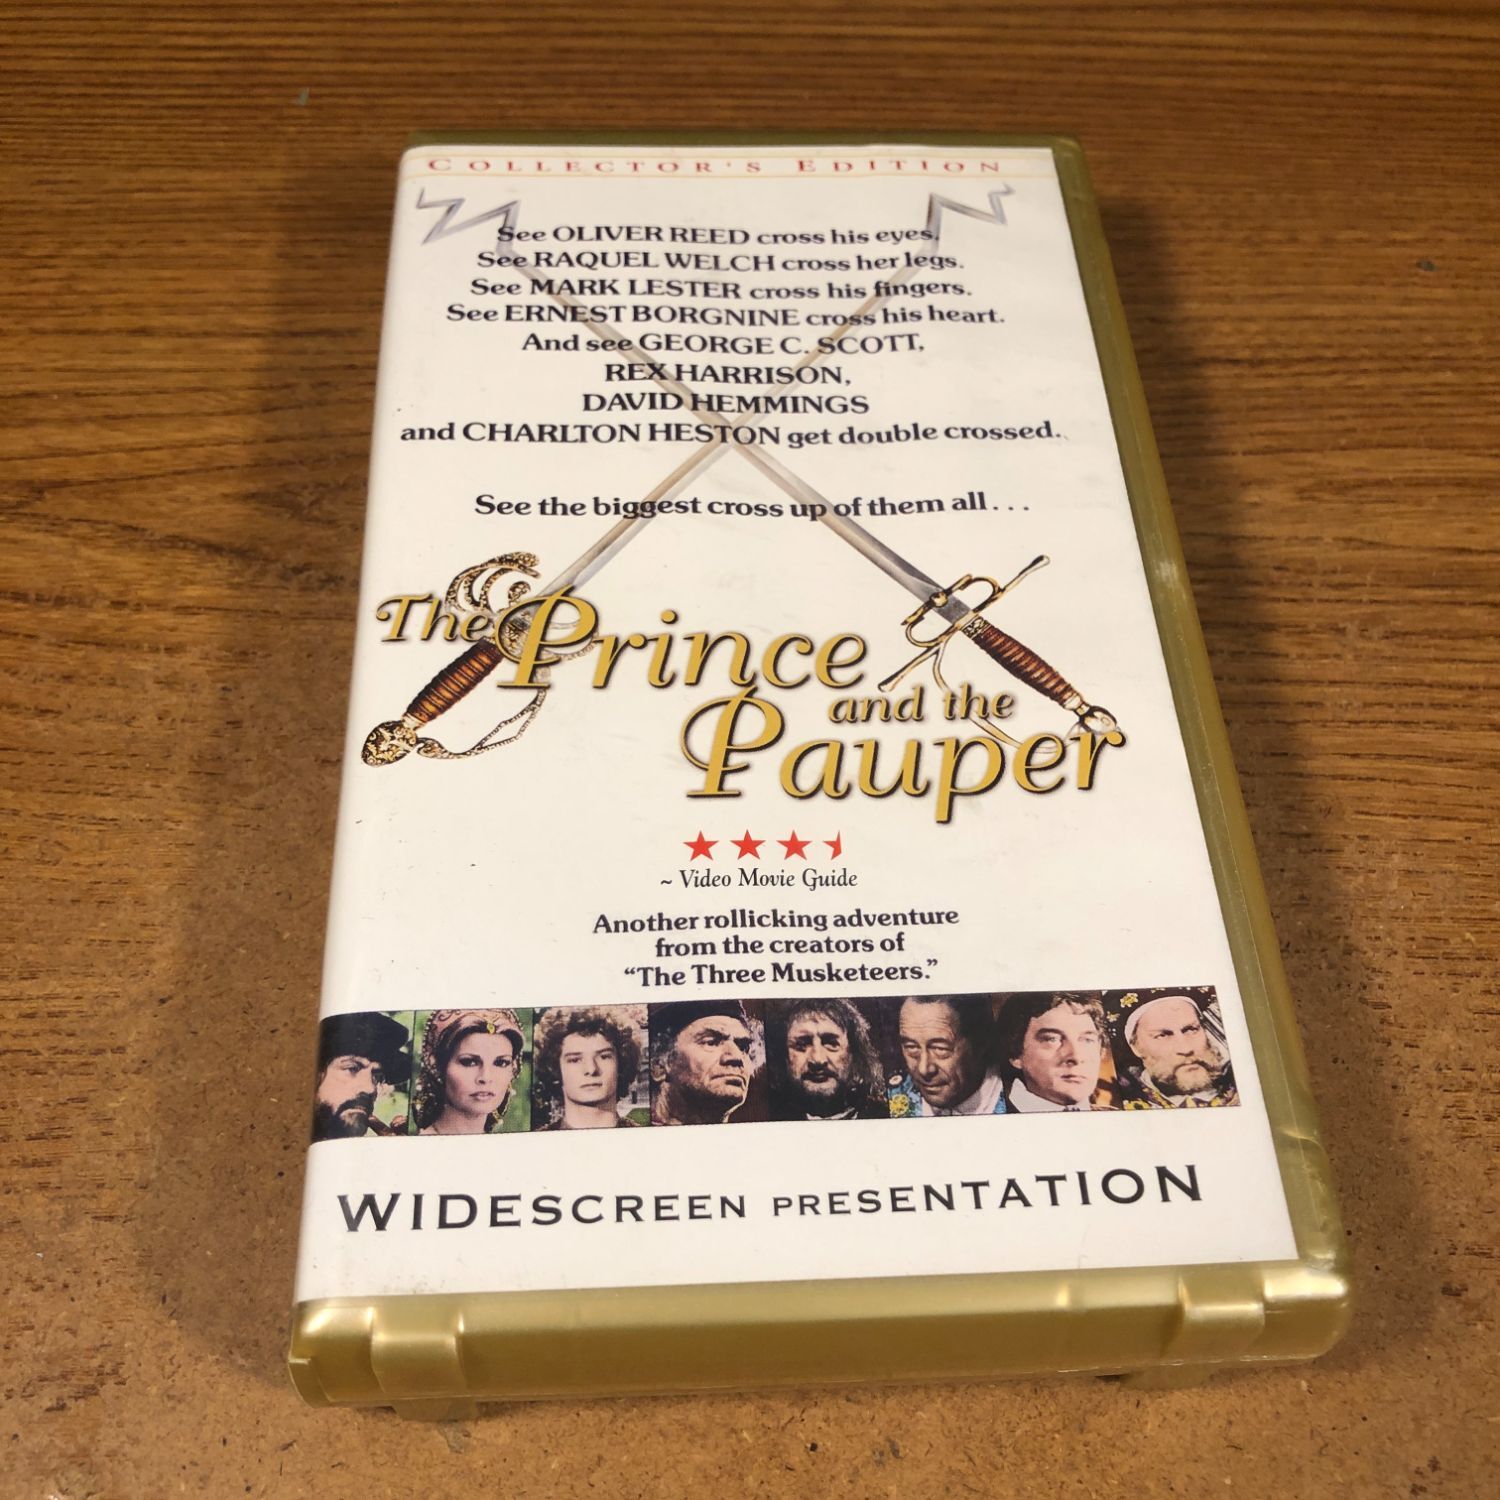 COLLECTOR'S EDITION
See OLIVER REED cross his eyes.
See RAQUEL WELCH cross her legs.
See MARK LESTER cross his fingers.
See ERNEST BORGNINE cross his heart.
And see GEORGE C. SCOTT,
REX HARRISON,
DAVID HEMMINGS
and CHARLTON HESTON get double crossed.
See the biggest cross up of them all...
The Prince
and the
Pauper
~ Video Movie Guide
Another rollicking adventure
from the creators of
“The Three Musketeers.”
WIDESCREEN PRESENTATION